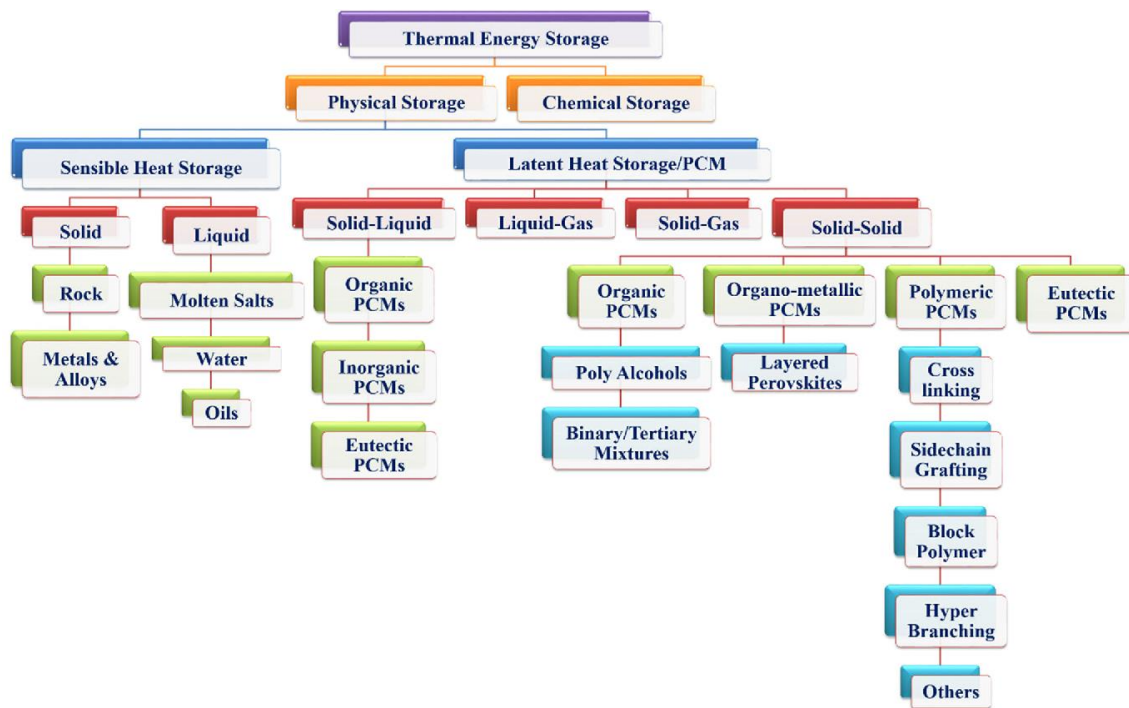 Thermal Energy Storage
Physical Storage
Chemical Storage
Sensible Heat Storage
Latent Heat Storage/PCM
Solid
Liquid
Solid-Liquid
Liquid-Gas
Solid-Gas
Solid-Solid
Rock
Metals &
Alloys
Molten Salts
Water
Oils
Organic
PCMs
Inorganic
PCMs
Eutectic
PCMs
Organic
PCMs
Poly Alcohols
Binary/Tertiary
Mixtures
Organo-metallic
PCMs
Layered
Perovskites
Polymeric
PCMs
Cross
linking
Sidechain
Grafting
Block
Polymer
Hyper
Branching
Others
Eutectic
PCMs